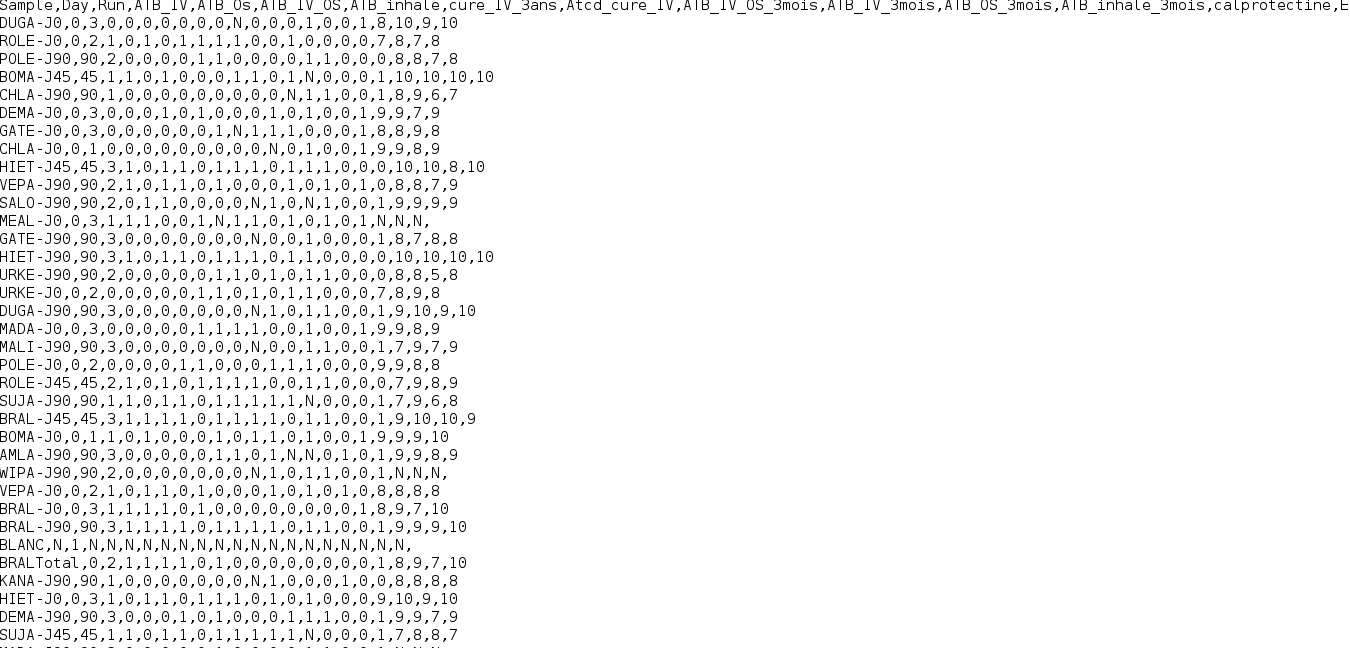 Sample,Day,Run,ATB_IV,ATB_Os,ATB_IV_OS,ATB_inhale,cure_IV_3ans,Atcd_cure_IV,ATB_IV_OS_3mois,ATB_IV_3mois,ATB_OS_3mois,ATB_inhale_3mois,calprotectine,E
DUGA-J0,0,3,0,0,0,0,0,0,0,N,0,0,0,1,0,0,1,8,10,9,10
ROLE-J0,0,2,1,0,1,0,1,1,1,1,0,0,1,0,0,0,0,7,8,7,8
POLE-J90,90,2,0,0,0,0,1,1,0,0,0,0,1,1,0,0,0,8,8,7,8
BOMA-J45,45,1,1,0,1,0,0,0,1,1,0,1,N,0,0,0,1,10,10,10,10
CHLA-J90,90,1,0,0,0,0,0,0,0,0,0,N,1,1,0,0,1,8,9,6,7
DEMA-J0,0,3,0,0,0,1,0,1,0,0,0,1,0,1,0,0,1,9,9,7,9
GATE-J0,0,3,0,0,0,0,0,0,1,N,1,1,1,0,0,0,1,8,8,9,8
CHLA-J0,0,1,0,0,0,0,0,0,0,0,0,N,0,1,0,0,1,9,9,8,9
HIET-J45,45,3,1,0,1,1,0,1,1,1,0,1,1,1,0,0,0,10,10,8,10
VEPA-J90,90,2,1,0,1,1,0,1,0,0,0,1,0,1,0,1,0,8,8,7,9
SALO-J90,90,2,0,1,1,0,0,0,0,N,1,0,N,1,0,0,1,9,9,9,9
MEAL-J0,0,3,1,1,1,0,0,1,N,1,1,0,1,0,1,0,1,N,N,N,
GATE-J90,90,3,0,0,0,0,0,0,0,N,0,0,1,0,0,0,1,8,7,8,8
HIET-J90,90,3,1,0,1,1,0,1,1,1,0,1,1,0,0,0,0,10,10,10,10
URKE-J90,90,2,0,0,0,0,0,1,1,0,1,0,1,1,0,0,0,8,8,5,8
URKE-J0,0,2,0,0,0,0,0,1,1,0,1,0,1,1,0,0,0,7,8,9,8
DUGA-J90,90,3,0,0,0,0,0,0,0,N,1,0,1,1,0,0,1,9,10,9,10
MADA-J0,0,3,0,0,0,0,0,1,1,1,1,0,0,1,0,0,1,9,9,8,9
MALI-J90,90,3,0,0,0,0,0,0,0,N,0,0,1,1,0,0,1,7,9,7,9
POLE-J0,0,2,0,0,0,0,1,1,0,0,0,1,1,1,0,0,0,9,9,8,8
ROLE-J45,45,2,1,0,1,0,1,1,1,1,0,0,1,1,0,0,0,7,9,8,9
SUJA-J90,90,1,1,0,1,1,0,1,1,1,1,1,N,0,0,0,1,7,9,6,8
BRAL-J45,45,3,1,1,1,1,0,1,1,1,1,0,1,1,0,0,1,9,10,10,9
BOMA-J0,0,1,1,0,1,0,0,0,1,0,1,1,0,1,0,0,1,9,9,9,10
AMLA-J90,90,3,0,0,0,0,0,1,1,0,1,N,N,0,1,0,1,9,9,8,9
WIPA-J90,90,2,0,0,0,0,0,0,0,N,1,0,1,1,0,0,1,N,N,N,
VEPA-J0,0,2,1,0,1,1,0,1,0,0,0,1,0,1,0,1,0,8,8,8,8
BRAL-J0,0,3,1,1,1,1,0,1,0,0,0,0,0,0,0,0,1,8,9,7,10
BRAL-J90,90,3,1,1,1,1,0,1,1,1,1,0,1,1,0,0,1,9,9,9,10
BLANC,N,1,N,N,N,N,N,N,N,N,N,N,N,N,N,N,N,N,N,N,
BRALTotal,0,2,1,1,1,1,0,1,0,0,0,0,0,0,0,0,1,8,9,7,10
KANA-J90,90,1,0,0,0,0,0,0,0,N,1,0,0,0,1,0,0,8,8,8,8
HIET-J0,0,3,1,0,1,1,0,1,1,1,0,1,0,1,0,0,0,9,10,9,10
DEMA-J90,90,3,0,0,0,1,0,1,0,0,0,1,1,1,0,0,1,9,9,7,9
SUJA-J45,45,1,1,0,1,1,0,1,1,1,1,1,N,0,0,0,1,7,8,8,7